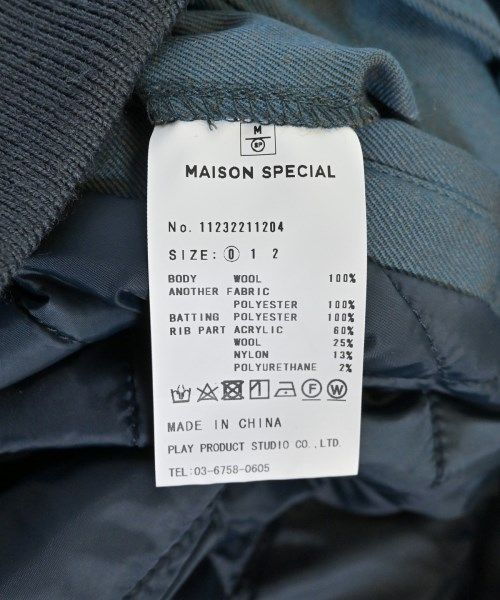 M
SP
MAISON SPECIAL
No. 11232211204
SIZE: 0 1 2
BODY WOOL 100%
ANOTHER FABRIC
POLYESTER 100%
BATTING POLYESTER 100%
RIB PART ACRYLIC 60%
WOOL 25%
NYLON 13%
POLYURETHANE 2%
F W
MADE IN CHINA
PLAY PRODUCT STUDIO CO.,LTD.
TEL:03-6758-0605